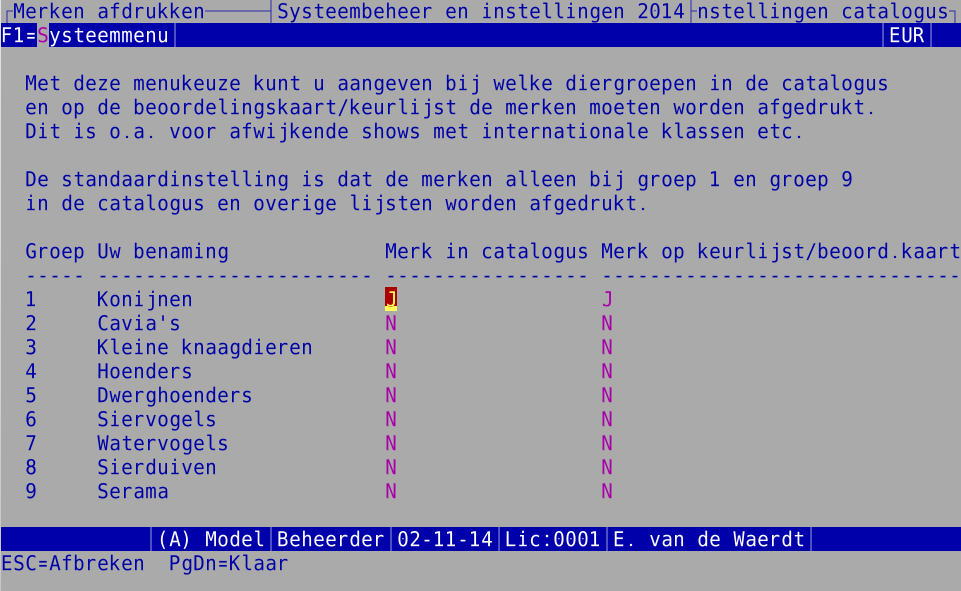 Merken afdrukken Systeembeheer en instellingen 2014 nstellingen catalogus
F1=Systeemmenu EUR
Met deze menukeuze kunt u aangeven bij welke diergroepen in de catalogus
en op de beoordelingskaart/keurlijst de merken moeten worden afgedrukt.
Dit is o.a. voor afwijkende shows met internationale klassen etc.
De standaardinstelling is dat de merken alleen bij groep 1 en groep 9
in de catalogus en overige lijsten worden afgedrukt.
Groep Uw benaming Merk in catalogus Merk op keurlijst/beoord.kaart
----- ----------------------- ----------------- ------------------------------
1 Konijnen J J
2 Cavia's N N
3 Kleine knaagdieren N N
4 Hoenders N N
5 Dwerghoenders N N
6 Siervogels N N
7 Watervogels N N
8 Sierduiven N N
9 Serama N N
(A) Model Beheerder 02-11-14 Lic:0001 E. van de Waerdt
ESC=Afbreken PgDn=Klaar